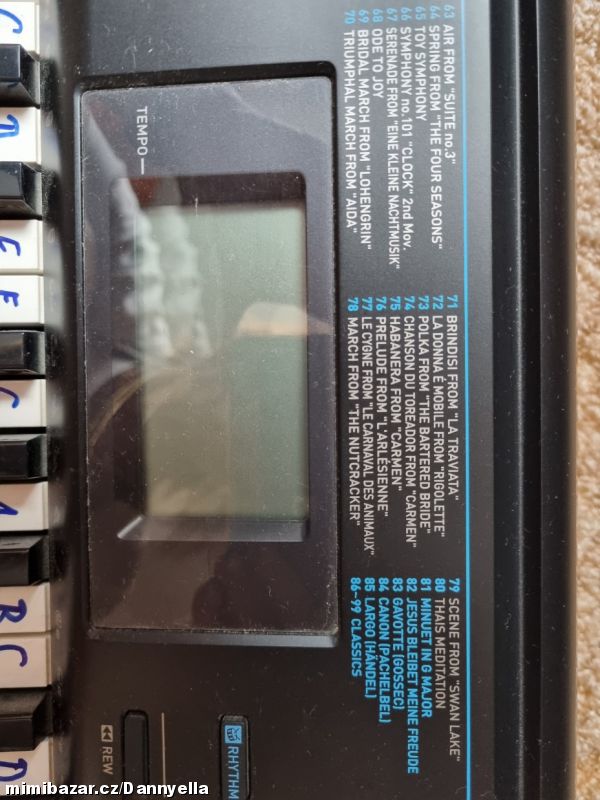 63 AIR FROM "SUITE no.3"
64 SPRING FROM "THE FOUR SEASONS"
65 TOY SYMPHONY
66 SYMPHONY no.101 "CLOCK" 2nd Mov.
67 SERENADE FROM "EINE KLEINE NACHTMUSIK"
68 ODE TO JOY
69 BRIDAL MARCH FROM "LOHENGRIN"
70 TRIUMPHAL MARCH FROM "AIDA"
71 BRINDISI FROM "LA TRAVIATA"
72 LA DONNA È MOBILE FROM "RIGOLETTE"
73 POLKA FROM "THE BARTERED BRIDE"
74 CHANSON DU TOREADOR FROM "CARMEN"
75 HABANERA FROM "CARMEN"
76 PRELUDE FROM "L'ARLÉSIENNE"
77 LE CYGNE FROM "LE CARNAVAL DES ANIMAUX"
78 MARCH FROM "THE NUTCRACKER"
79 SCENE FROM "SWAN LAKE"
80 THAIS MEDITATION
81 MINUET IN G MAJOR
82 JESUS BLEIBET MEINE FREUDE
83 GAVOTTE (GOSSEC)
84 CANON (PACHELBEL)
85 LARGO (HÄNDEL)
86–99 CLASSICS
TEMPO
RHYTHM
REW
C
D
E
F
G
A
B
C
D
mimibazar.cz/Dannyella